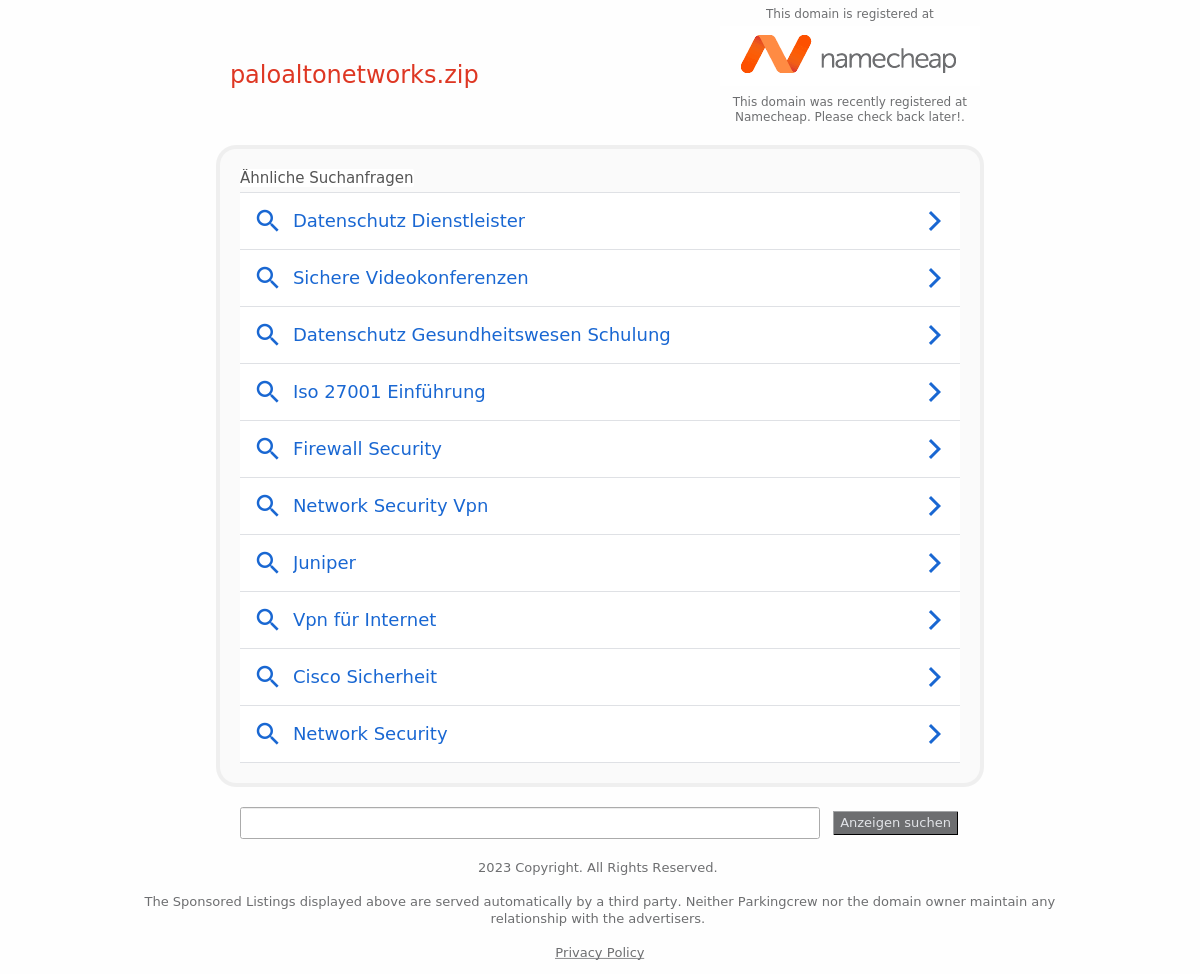 This domain is registered at
namecheap
paloaltonetworks.zip
This domain was recently registered at
Namecheap. Please check back later!.
Ähnliche Suchanfragen
Datenschutz Dienstleister
Sichere Videokonferenzen
Datenschutz Gesundheitswesen Schulung
Iso 27001 Einführung
Firewall Security
Network Security Vpn
Juniper
Vpn für Internet
Cisco Sicherheit
Network Security
Anzeigen suchen
2023 Copyright. All Rights Reserved.
The Sponsored Listings displayed above are served automatically by a third party. Neither Parkingcrew nor the domain owner maintain any
relationship with the advertisers.
Privacy Policy